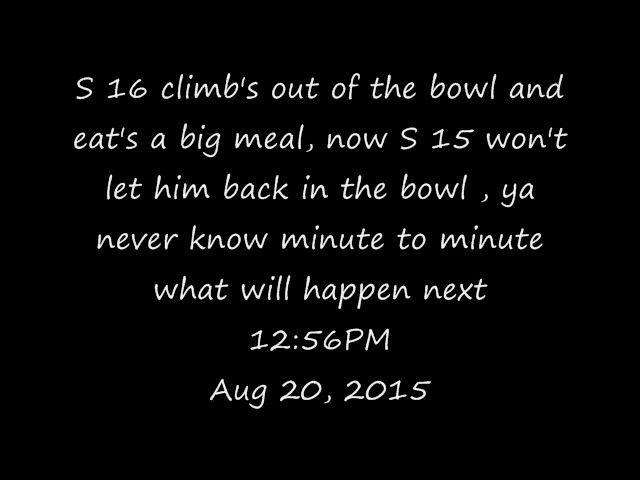 S 16 climb's out of the bowl and
eat's a big meal, now S 15 won't
let him back in the bowl , ya
never know minute to minute
what will happen next
12:56PM
Aug 20, 2015